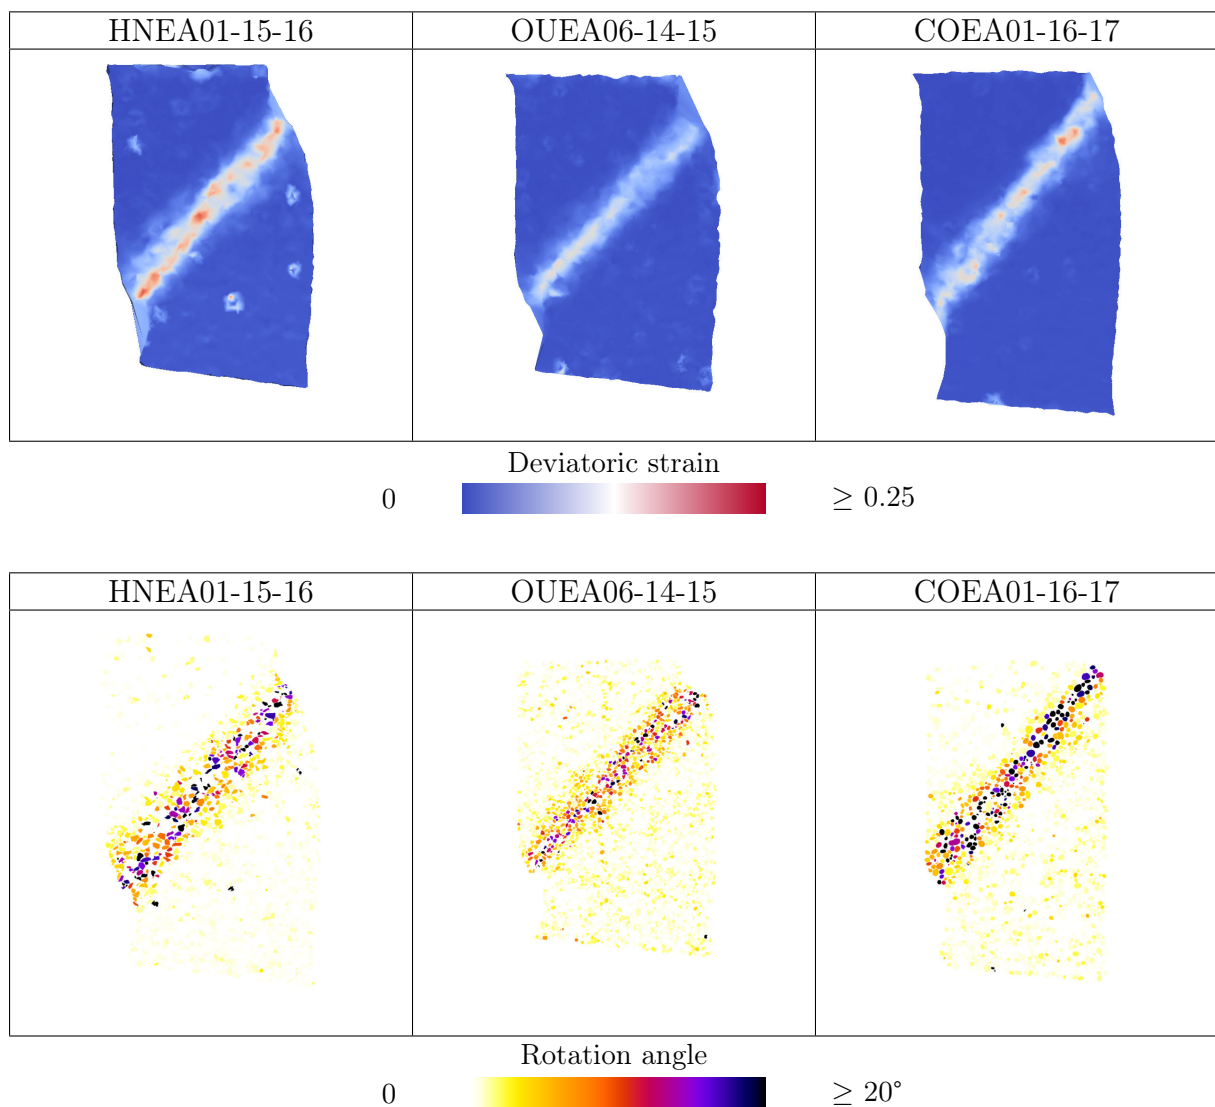 HNEA01-15-16 OUEA06-14-15 COEA01-16-17
Deviatoric strain
0 ≥ 0.25
HNEA01-15-16 OUEA06-14-15 COEA01-16-17
Rotation angle
0 ≥ 20°